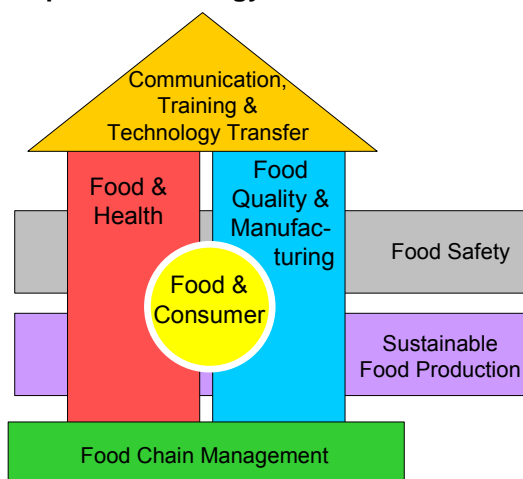 Communication,
Training &
Technology Transfer
Food &
Health
Food
Quality &
Manufac-
turing
Food Safety
Food &
Consumer
Sustainable
Food Production
Food Chain Management